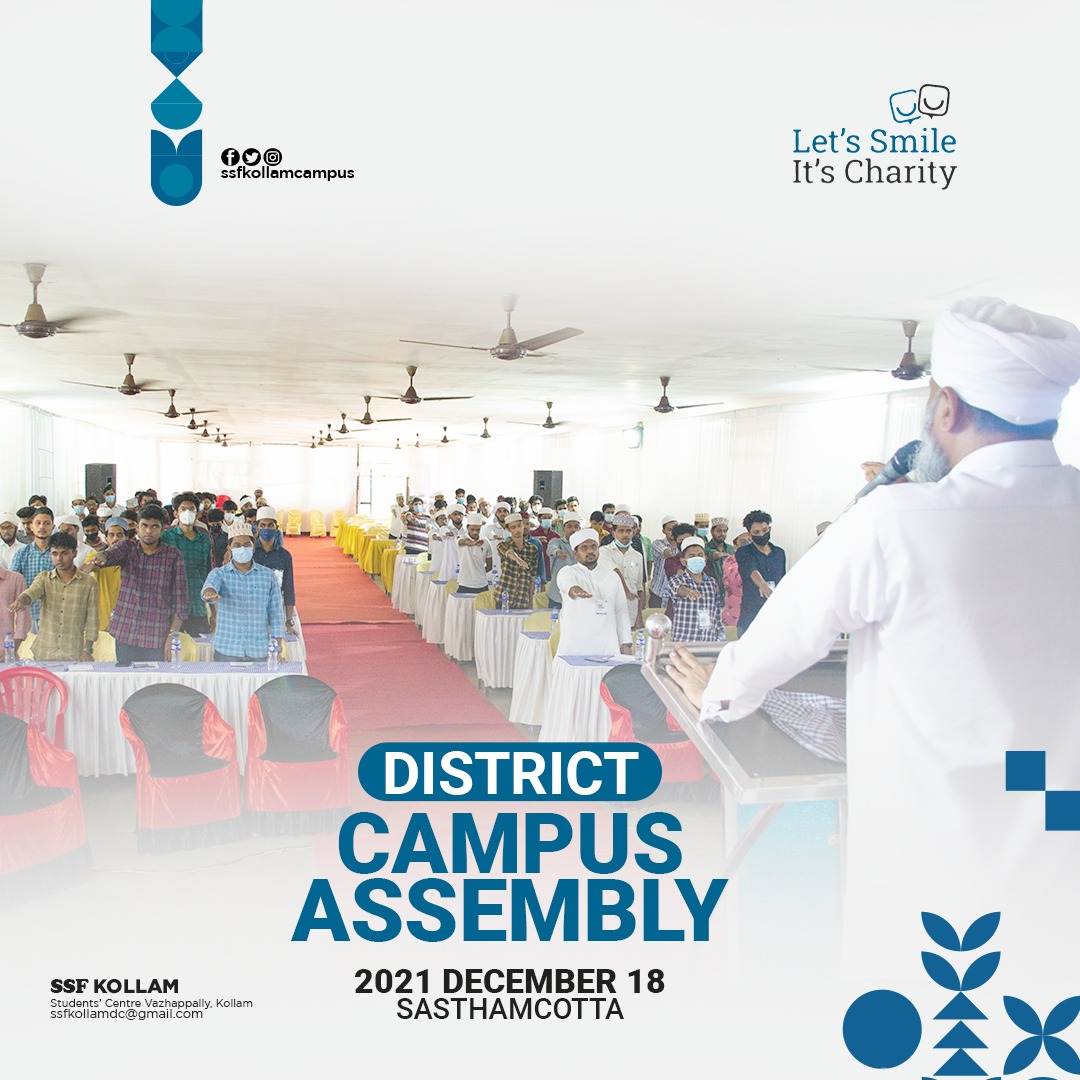 ssfkollamcampus
Let's Smile
It's Charity
DISTRICT
CAMPUS
ASSEMBLY
2021 DECEMBER 18
SASTHAMCOTTA
SSF KOLLAM
Students' Centre Vazhappally, Kollam
ssfkollamdc@gmail.com